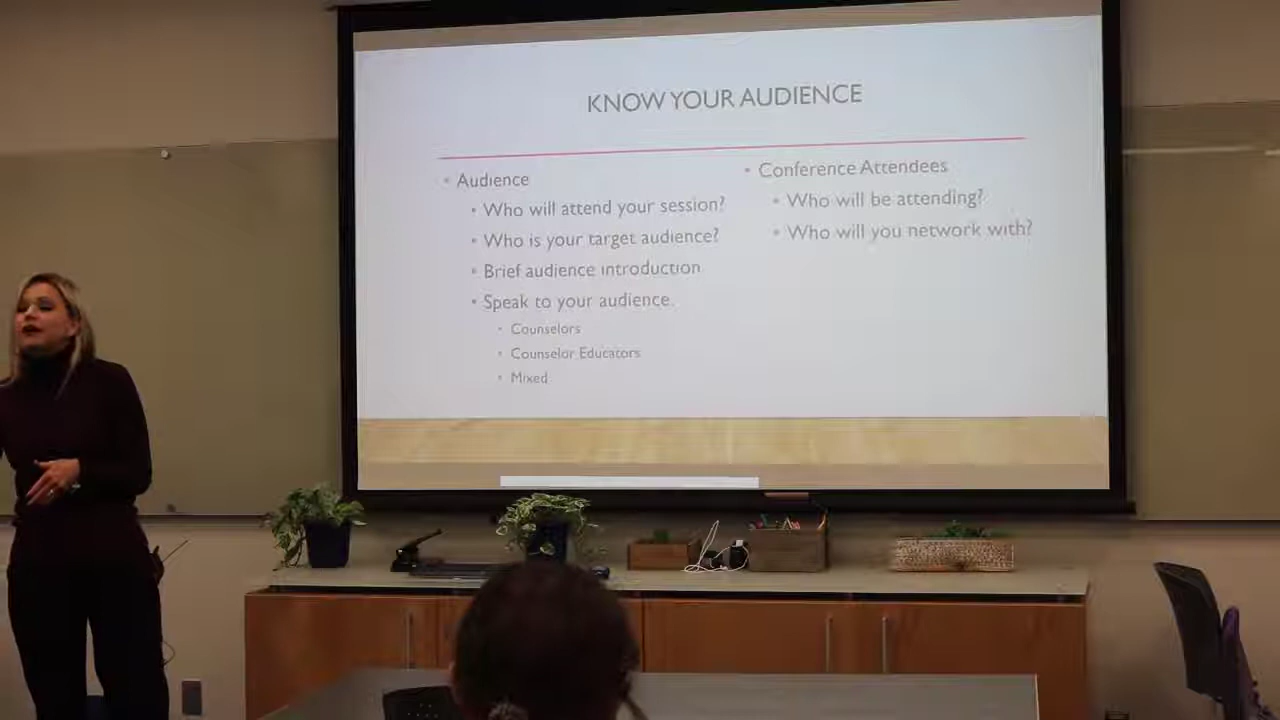 KNOW YOUR AUDIENCE
• Audience
• Who will attend your session?
• Who is your target audience?
• Brief audience introduction
• Speak to your audience.
• Counselors
• Counselor Educators
• Mixed
• Conference Attendees
• Who will be attending?
• Who will you network with?